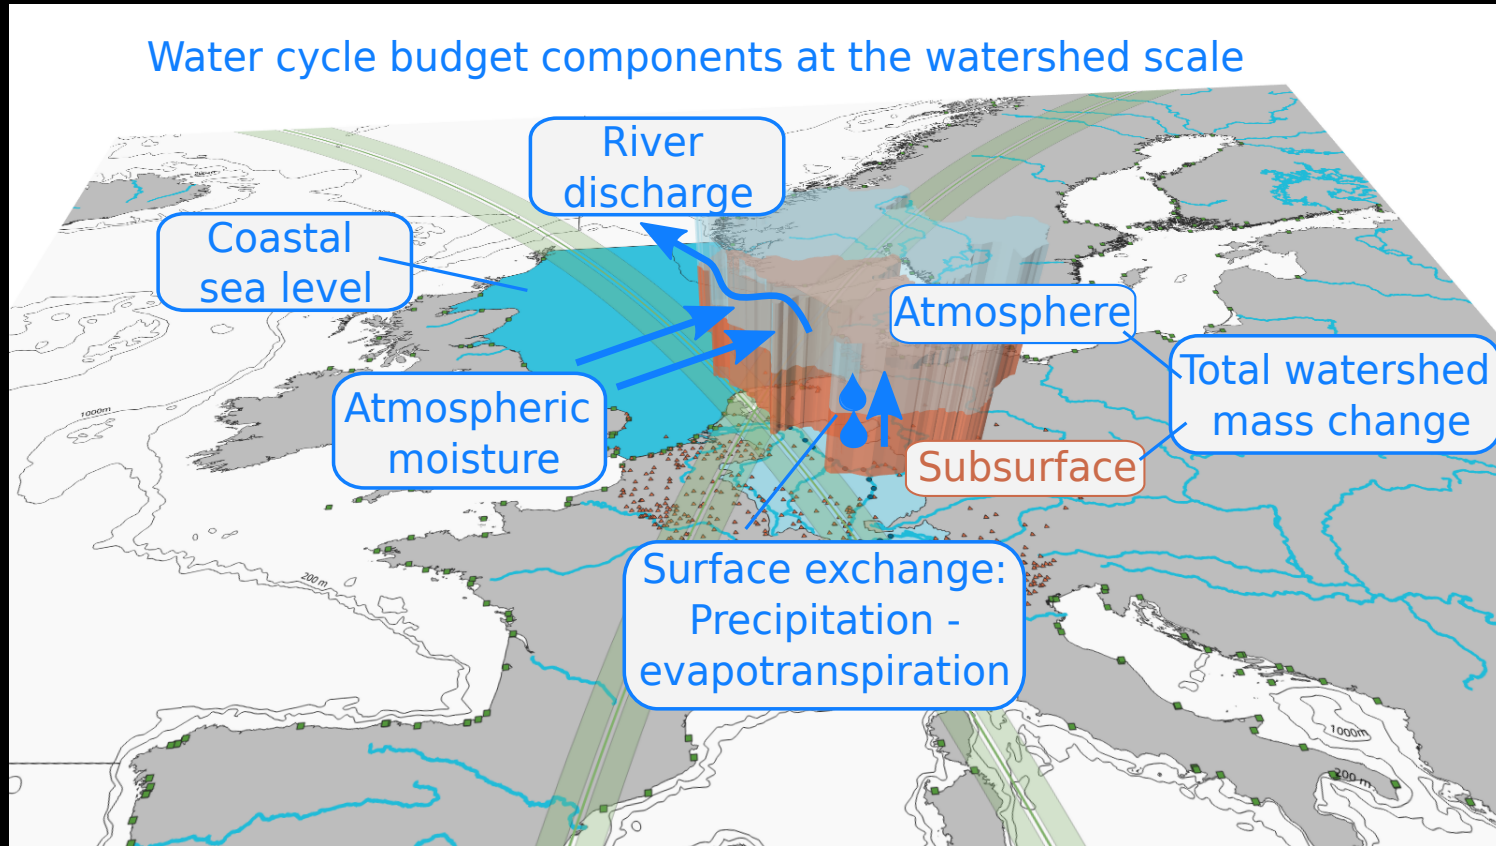 Water cycle budget components at the watershed scale
River
discharge
Coastal
sea level
Atmosphere
Total watershed
mass change
Atmospheric
moisture
Subsurface
Surface exchange:
Precipitation -
evapotranspiration
1000m
200 m
1000m
200 m